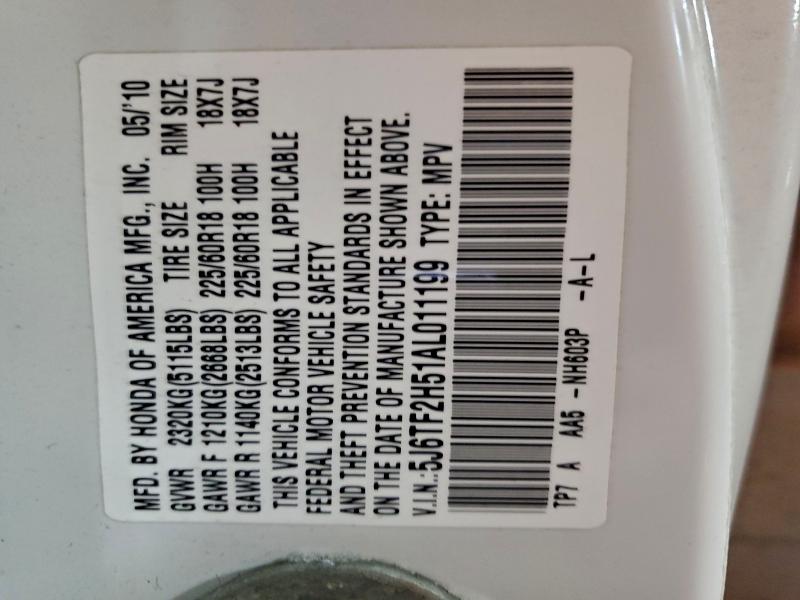 MFD. BY HONDA OF AMERICA MFG., INC. 05/'10
GVWR 2320KG(5115LBS) TIRE SIZE RIM SIZE
GAWR F 1210KG(2668LBS) 225/60R18 100H 18X7J
GAWR R 1140KG(2513LBS) 225/60R18 100H 18X7J
THIS VEHICLE CONFORMS TO ALL APPLICABLE
FEDERAL MOTOR VEHICLE SAFETY
AND THEFT PREVENTION STANDARDS IN EFFECT
ON THE DATE OF MANUFACTURE SHOWN ABOVE.
V.I.N.:5J6TF2H51AL011199 TYPE: MPV
TP7 A AA5 -NH603P -A-L